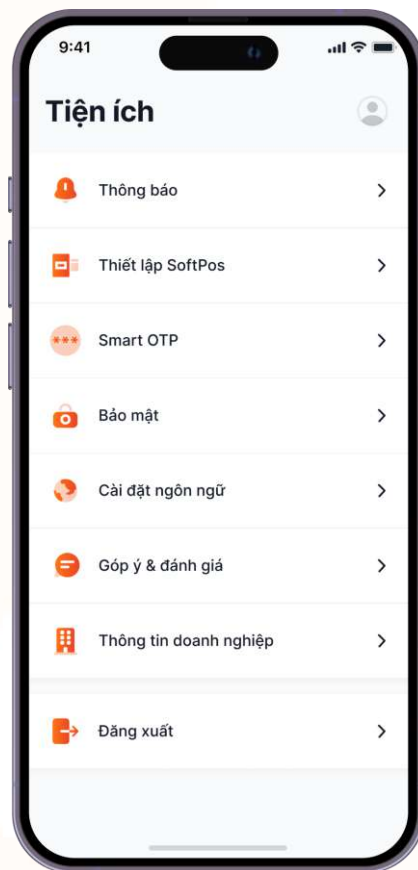 9:41
Tiện ích
Thông báo
Thiết lập SoftPos
***
Smart OTP
Bảo mật
Cài đặt ngôn ngữ
Góp ý & đánh giá
Thông tin doanh nghiệp
Đăng xuất